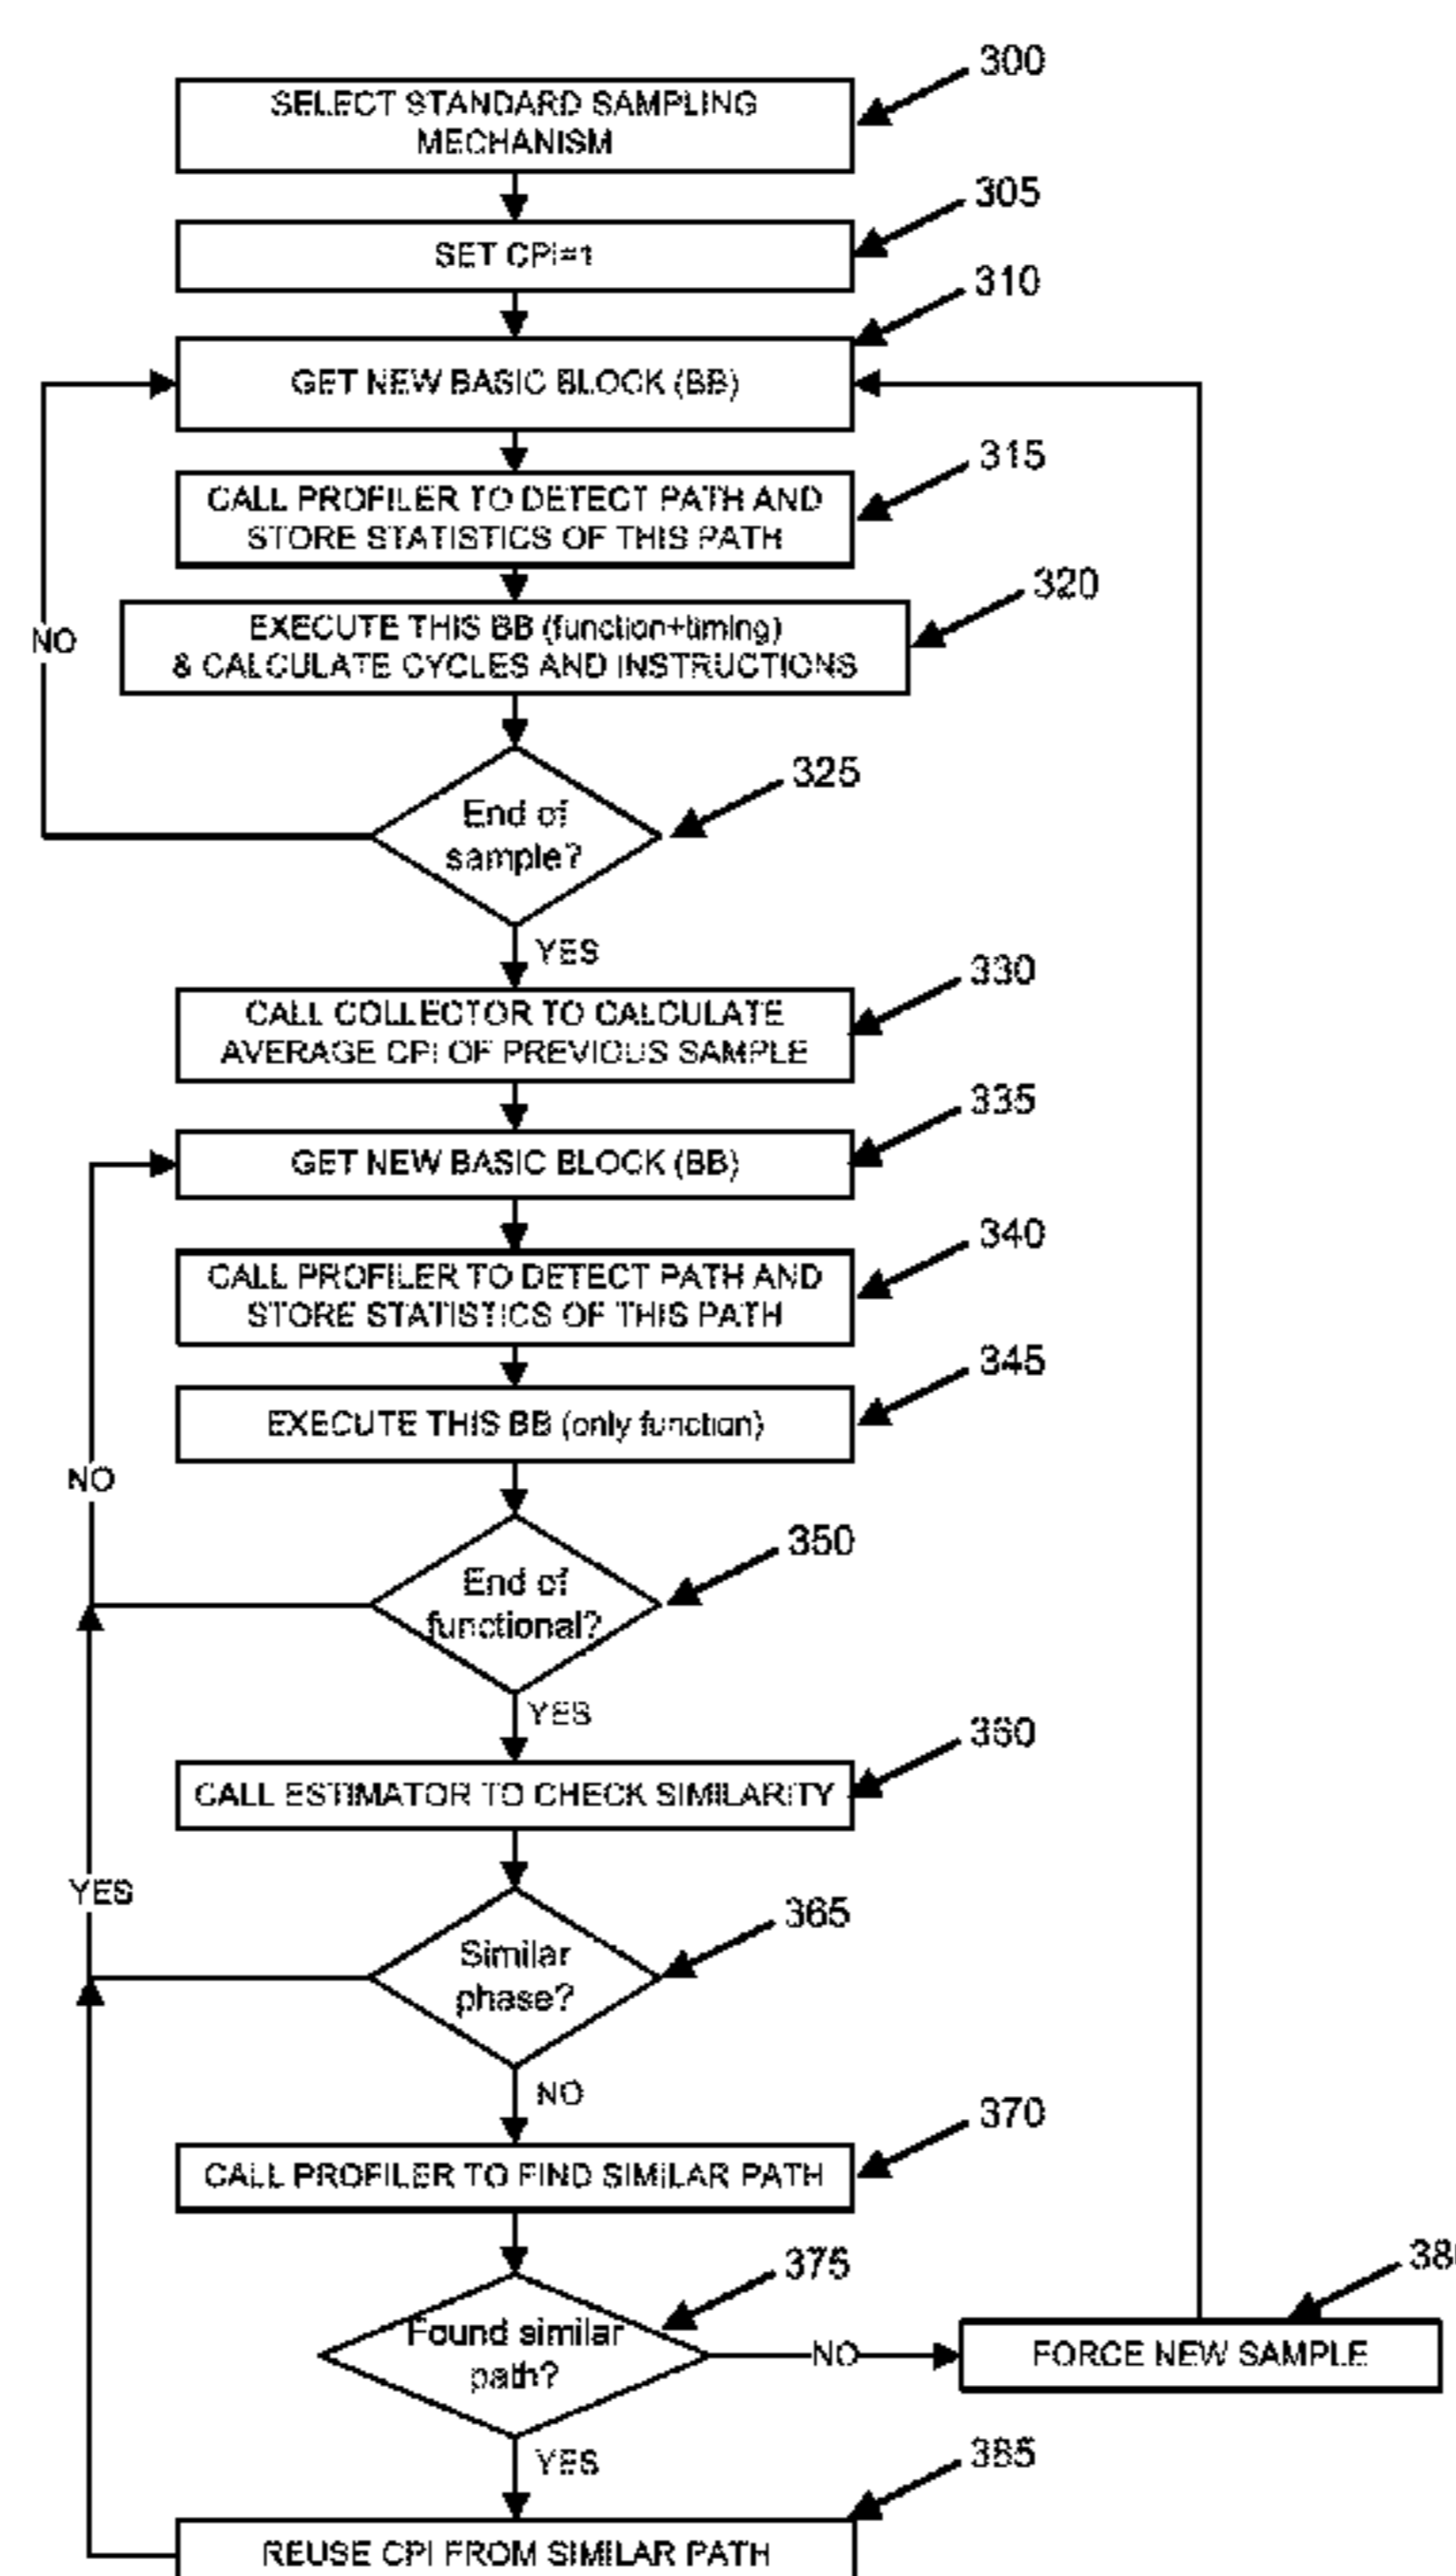 300
SELECT STANDARD SAMPLING
MECHANISM
305
SET CPI=1
310
GET NEW BASIC BLOCK (BB)
315
CALL PROFILER TO DETECT PATH AND
STORE STATISTICS OF THIS PATH
320
EXECUTE THIS BB (function+timing)
& CALCULATE CYCLES AND INSTRUCTIONS
NO
325
End of
sample?
YES
330
CALL COLLECTOR TO CALCULATE
AVERAGE CPI OF PREVIOUS SAMPLE
335
GET NEW BASIC BLOCK (BB)
340
CALL PROFILER TO DETECT PATH AND
STORE STATISTICS OF THIS PATH
345
EXECUTE THIS BB (only function)
NO
350
End of
functional?
YES
360
CALL ESTIMATOR TO CHECK SIMILARITY
YES
365
Similar
phase?
NO
370
CALL PROFILER TO FIND SIMILAR PATH
375
Found similar
path?
NO
FORCE NEW SAMPLE
YES
385
REUSE CPI FROM SIMILAR PATH